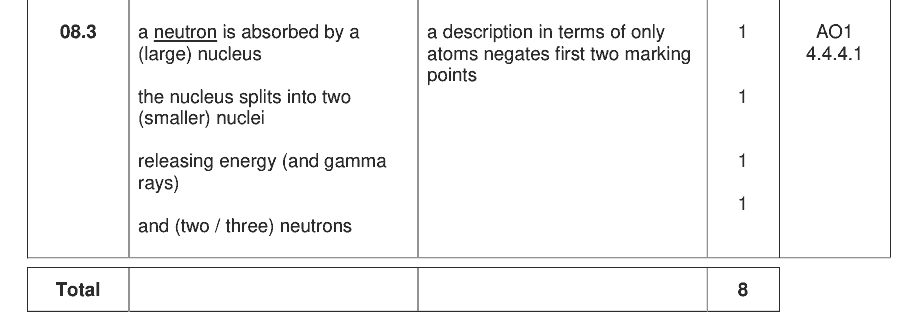 08.3
a neutron is absorbed by a
(large) nucleus
the nucleus splits into two
(smaller) nuclei
releasing energy (and gamma
rays)
and (two / three) neutrons
a description in terms of only
atoms negates first two marking
points
1
1
1
1
AO1
4.4.4.1
Total
8